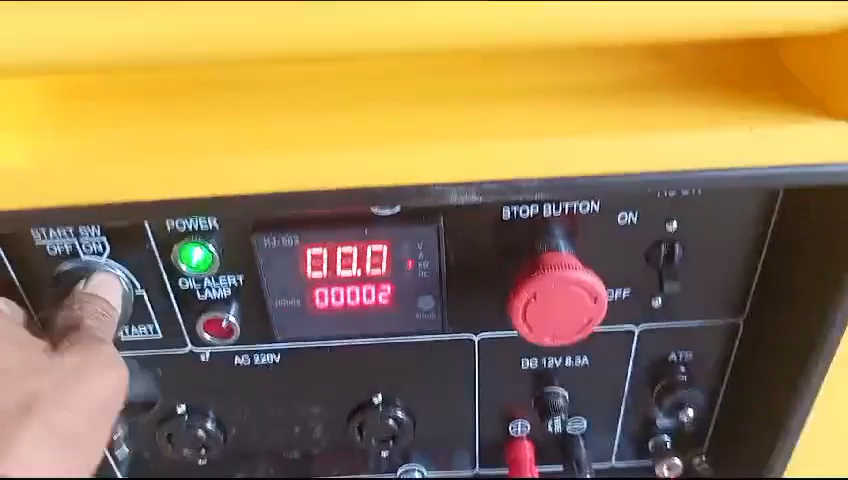 START SW
OFF ON
START
POWER
OIL ALERT
LAMP
00.0
00002
V
A
Hours
STOP BUTTON
ON
OFF
AC 220V
DC 12V 8.3A
ATS